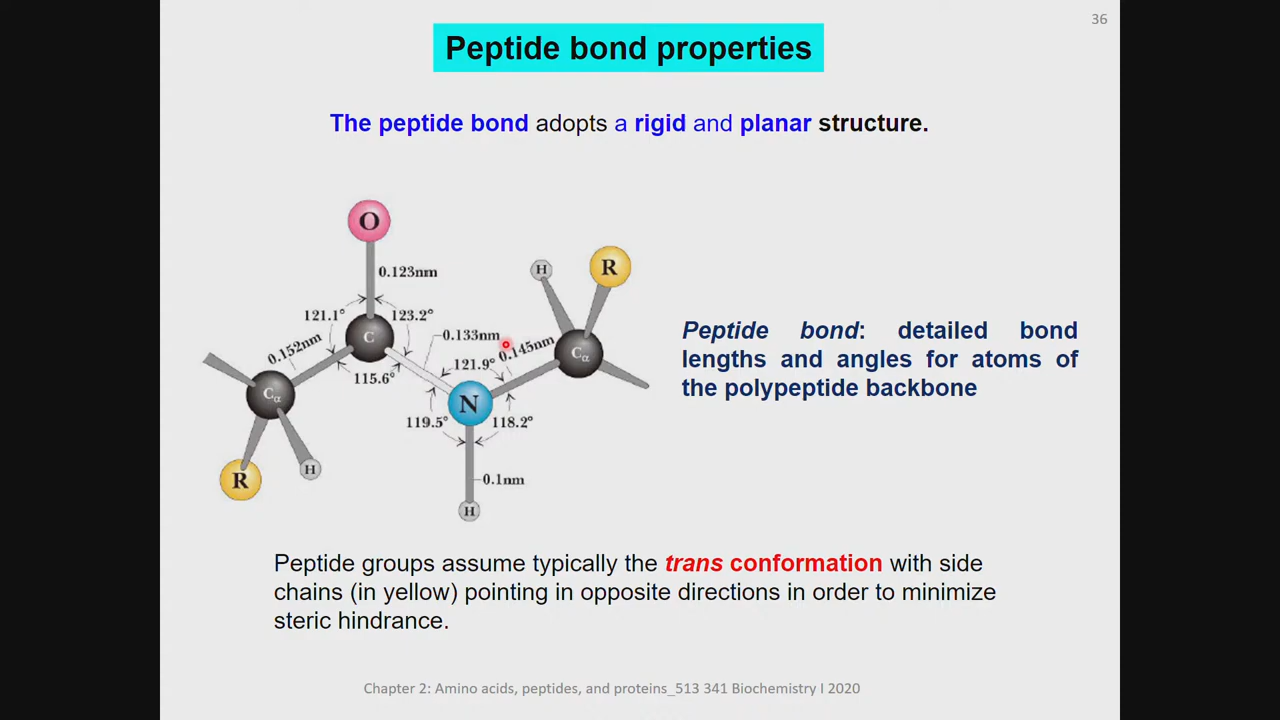 36
Peptide bond properties
The peptide bond adopts a rigid and planar structure.
O
0.123nm
H
R
121.1°
123.2°
C
0.133nm
0.152nm
0.145nm
Cα
121.9°
115.6°
Cα
N
119.5°
118.2°
H
R
0.1nm
H
Peptide bond: detailed bond
lengths and angles for atoms of
the polypeptide backbone
Peptide groups assume typically the trans conformation with side
chains (in yellow) pointing in opposite directions in order to minimize
steric hindrance.
Chapter 2: Amino acids, peptides, and proteins_513 341 Biochemistry I 2020